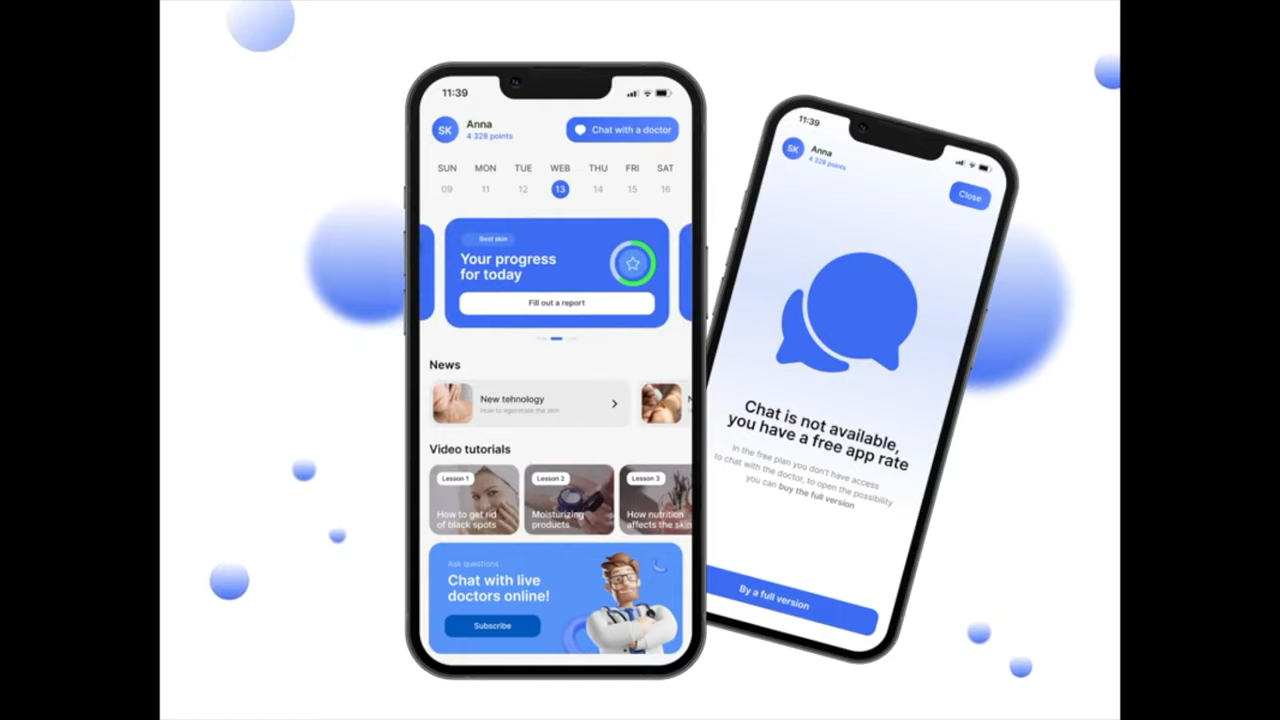 11:39
SK
Anna
4 328 points
Chat with a doctor
SUN MON TUE WEB THU FRI SAT
09 11 12 13 14 15 16
Best skin
Your progress
for today
Fill out a report
News
New tehnology
How to regenerate the skin
Video tutorials
Lesson 1
How to get rid
of black spots
Lesson 2
Moisturizing
products
Lesson 3
How nutrition
affects the skin
Ask questions
Chat with live
doctors online!
Subscribe
11:39
SK
Anna
4 328 points
Close
Chat is not available,
you have a free app rate
In the free plan you don't have access
to chat with the doctor, to open the possibility
you can buy the full version
By a full version